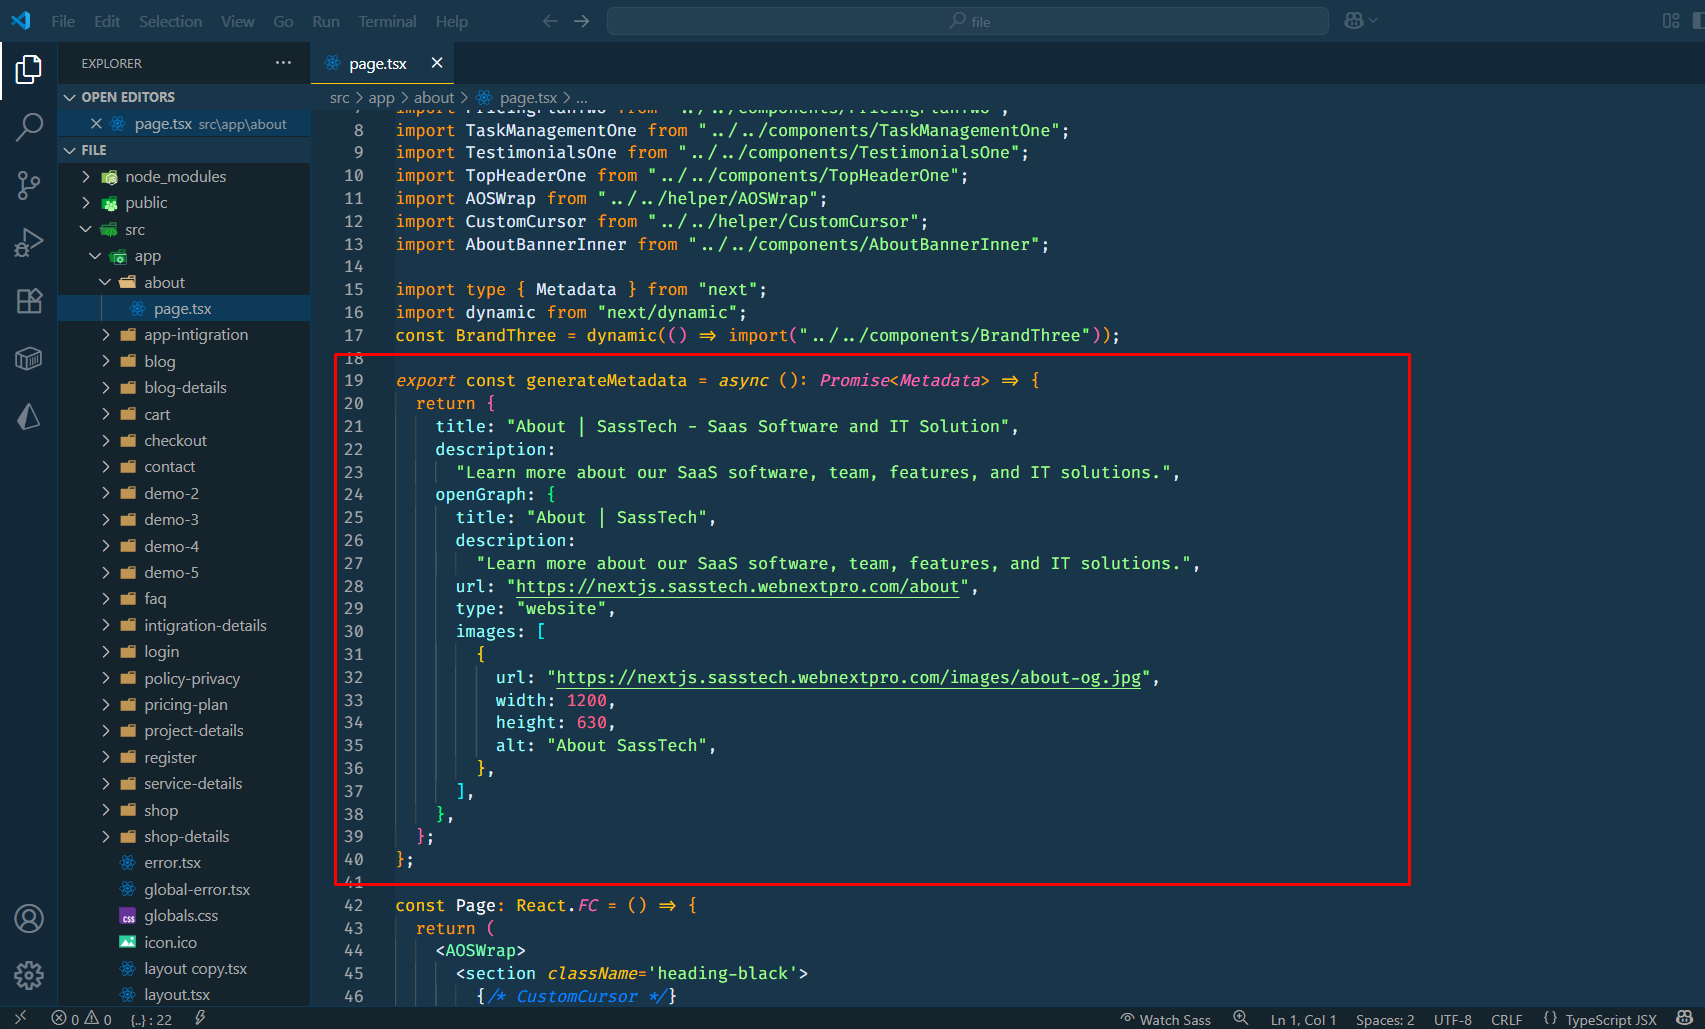 File Edit Selection View Go Run Terminal Help
file
EXPLORER
page.tsx
OPEN EDITORS
page.tsx src\app\about
FILE
node_modules
public
src
app
about
page.tsx
app-intigration
blog
blog-details
cart
checkout
contact
demo-2
demo-3
demo-4
demo-5
faq
intigration-details
login
policy-privacy
pricing-plan
project-details
register
service-details
shop
shop-details
error.tsx
global-error.tsx
globals.css
icon.ico
layout copy.tsx
layout.tsx
src > app > about > page.tsx > ...
7 import PricingPlanTwo from "../../components/PricingPlanTwo";
8 import TaskManagementOne from "../../components/TaskManagementOne";
9 import TestimonialsOne from "../../components/TestimonialsOne";
10 import TopHeaderOne from "../../components/TopHeaderOne";
11 import AOSWrap from "../../helper/AOSWrap";
12 import CustomCursor from "../../helper/CustomCursor";
13 import AboutBannerInner from "../../components/AboutBannerInner";
14
15 import type { Metadata } from "next";
16 import dynamic from "next/dynamic";
17 const BrandThree = dynamic(() => import("../../components/BrandThree"));
18
19 export const generateMetadata = async (): Promise<Metadata> => {
20 return {
21 title: "About | SassTech - Saas Software and IT Solution",
22 description:
23 "Learn more about our SaaS software, team, features, and IT solutions.",
24 openGraph: {
25 title: "About | SassTech",
26 description:
27 "Learn more about our SaaS software, team, features, and IT solutions.",
28 url: "https://nextjs.sasstech.webnextpro.com/about",
29 type: "website",
30 images: [
31 {
32 url: "https://nextjs.sasstech.webnextpro.com/images/about-og.jpg",
33 width: 1200,
34 height: 630,
35 alt: "About SassTech",
36 },
37 ],
38 },
39 };
40 };
41
42 const Page: React.FC = () => {
43 return (
44 <AOSWrap>
45 <section className='heading-black'>
46 {/* CustomCursor */}
0 0 {..} : 22 Watch Sass Ln 1, Col 1 Spaces: 2 UTF-8 CRLF {} TypeScript JSX